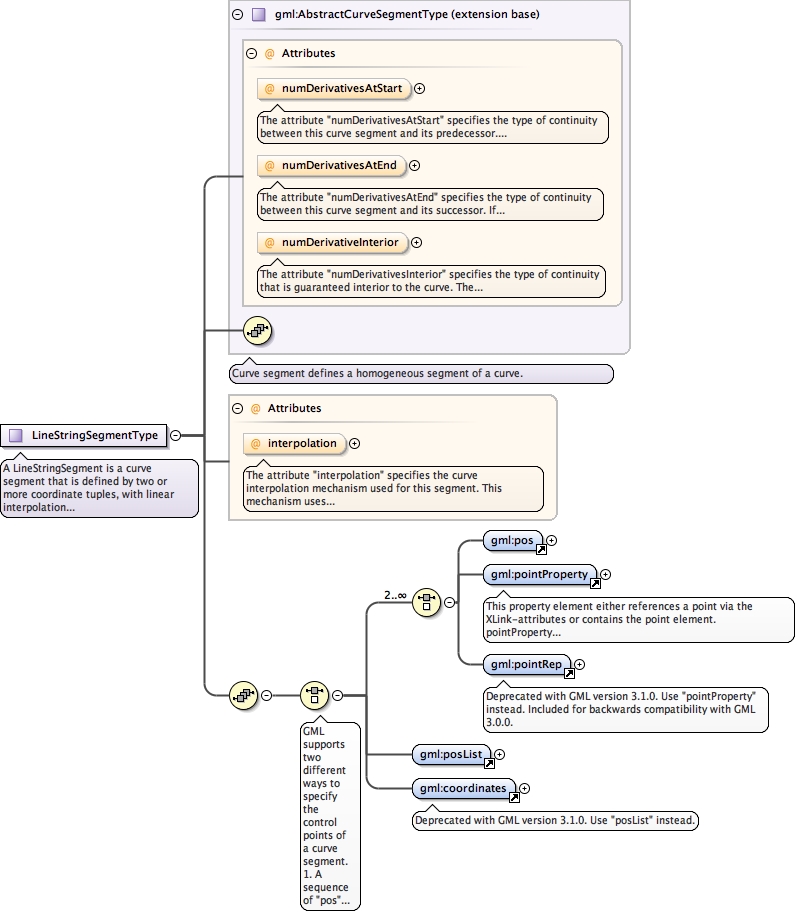 gml:AbstractCurveSegmentType (extension base)
@ Attributes
@ numDerivativesAtStart
The attribute "numDerivativesAtStart" specifies the type of continuity
between this curve segment and its predecessor....
@ numDerivativesAtEnd
The attribute "numDerivativesAtEnd" specifies the type of continuity
between this curve segment and its successor. If...
@ numDerivativeInterior
The attribute "numDerivativesInterior" specifies the type of continuity
that is guaranteed interior to the curve. The...
Curve segment defines a homogeneous segment of a curve.
LineStringSegmentType
A LineStringSegment is a curve
segment that is defined by two or
more coordinate tuples, with linear
interpolation...
@ Attributes
@ interpolation
The attribute "interpolation" specifies the curve
interpolation mechanism used for this segment. This
mechanism uses...
2..∞
gml:pos
gml:pointProperty
This property element either references a point via the
XLink-attributes or contains the point element.
pointProperty...
gml:pointRep
Deprecated with GML version 3.1.0. Use "pointProperty"
instead. Included for backwards compatibility with GML
3.0.0.
GML
supports
two
different
ways to
specify
the
control
points of
a curve
segment.
1. A
sequence
of "pos"...
gml:posList
gml:coordinates
Deprecated with GML version 3.1.0. Use "posList" instead.